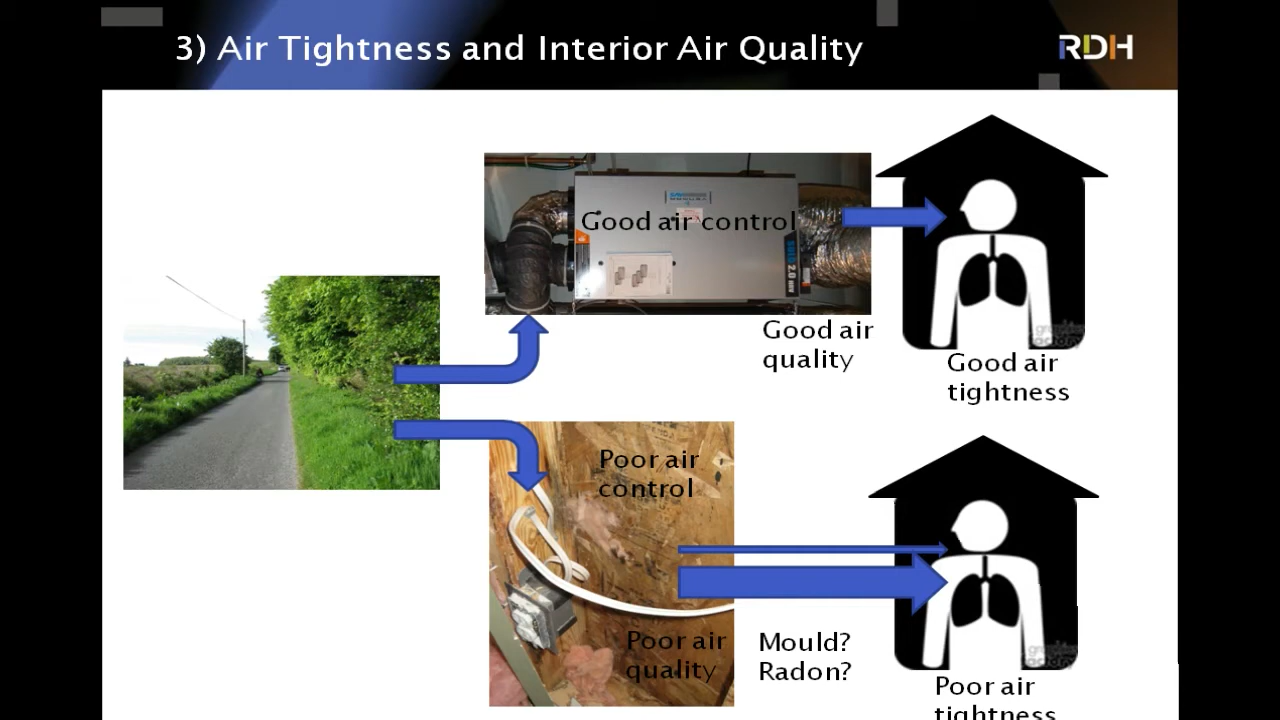 3) Air Tightness and Interior Air Quality
RDH
Good air control
Good air
quality
Good air
tightness
Poor air
control
Poor air
quality
Mould?
Radon?
Poor air
tightness